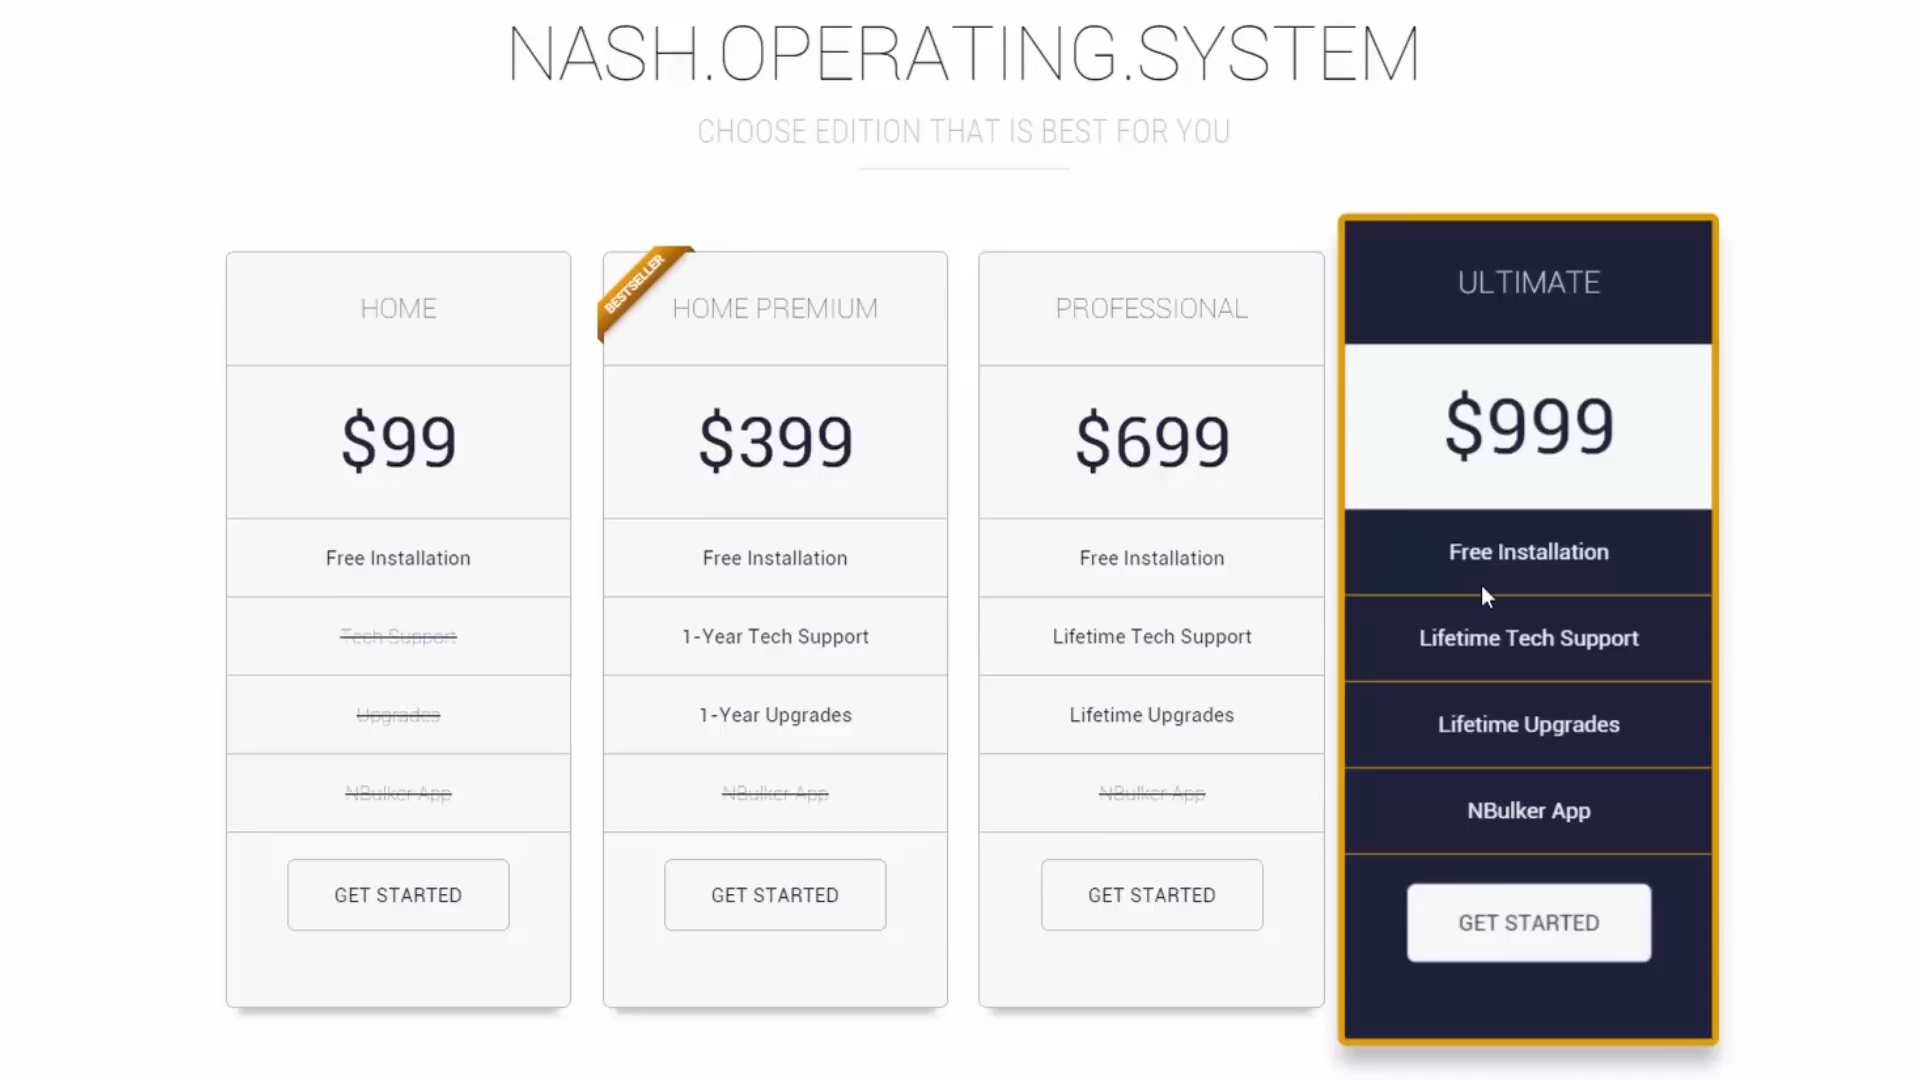 NASH.OPERATING.SYSTEM
CHOOSE EDITION THAT IS BEST FOR YOU
HOME
$99
Free Installation
Tech Support
Upgrades
NBulker App
GET STARTED
BESTSELLER
HOME PREMIUM
$399
Free Installation
1-Year Tech Support
1-Year Upgrades
NBulker App
GET STARTED
PROFESSIONAL
$699
Free Installation
Lifetime Tech Support
Lifetime Upgrades
NBulker App
GET STARTED
ULTIMATE
$999
Free Installation
Lifetime Tech Support
Lifetime Upgrades
NBulker App
GET STARTED